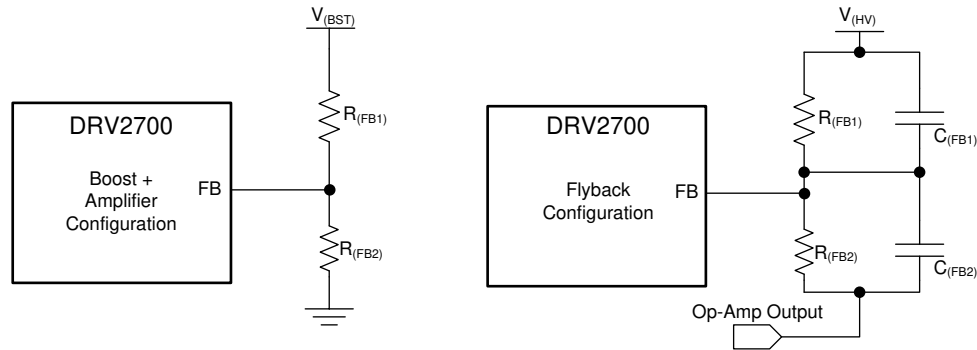 V(BST)
R(FB1)
DRV2700
Boost +
Amplifier
Configuration
FB
R(FB2)
V(HV)
R(FB1)
C(FB1)
DRV2700
Flyback
Configuration
FB
R(FB2)
C(FB2)
Op-Amp Output